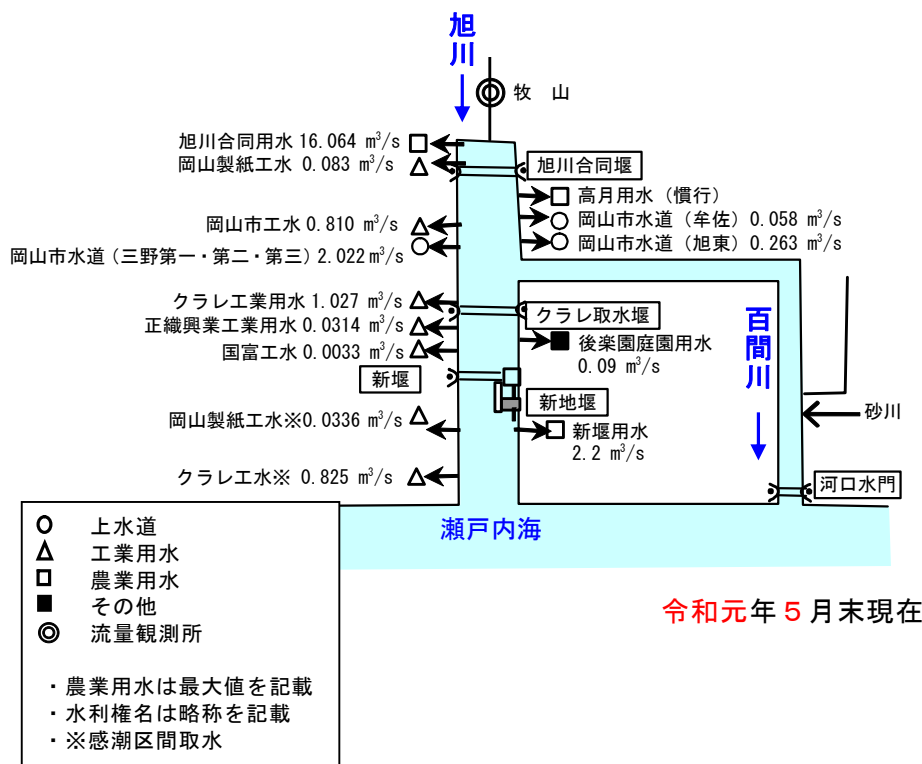 旭川
牧 山
旭川合同用水 16.064 m³/s
岡山製紙工水 0.083 m³/s
旭川合同堰
高月用水（慣行）
岡山市工水 0.810 m³/s
岡山市水道（牟佐）0.058 m³/s
岡山市水道（三野第一・第二・第三）2.022 m³/s
岡山市水道（旭東）0.263 m³/s
クラレ工業用水 1.027 m³/s
クラレ取水堰
百間川
正織興業工業用水 0.0314 m³/s
国富工水 0.0033 m³/s
後楽園庭園用水
0.09 m³/s
新堰
新地堰
岡山製紙工水※0.0336 m³/s
砂川
新堰用水
2.2 m³/s
クラレ工水※ 0.825 m³/s
河口水門
瀬戸内海
上水道
工業用水
農業用水
その他
流量観測所
・農業用水は最大値を記載
・水利権名は略称を記載
・※感潮区間取水
令和元年５月末現在